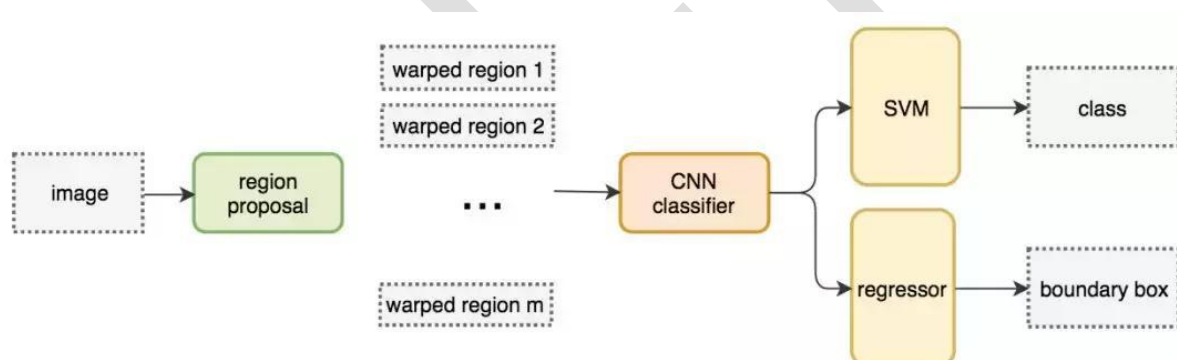 image
region
proposal
warped region 1
warped region 2
...
warped region m
CNN
classifier
SVM
class
regressor
boundary box